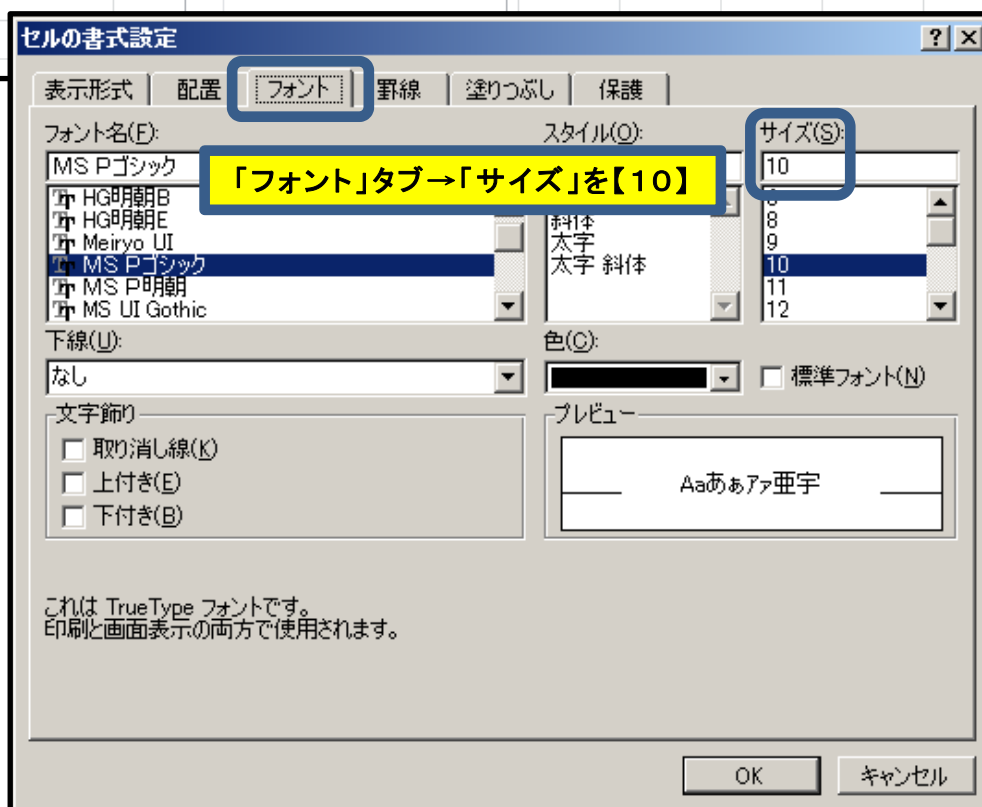 セルの書式設定
表示形式 配置 フォント 罫線 塗りつぶし 保護
フォント名(F): スタイル(O): サイズ(S):
MS Pゴシック 10
「フォント」タブ→「サイズ」を【10】
HG明朝B
HG明朝E
Meiryo UI
MS Pゴシック
MS P明朝
MS UI Gothic
斜体
太字
太字 斜体
8
9
10
11
12
下線(U): 色(C):
なし 標準フォント(N)
文字飾り プレビュー
取り消し線(K)
上付き(E) Aaあぁアァ亜宇
下付き(B)
これは TrueType フォントです。
印刷と画面表示の両方で使用されます。
OK キャンセル